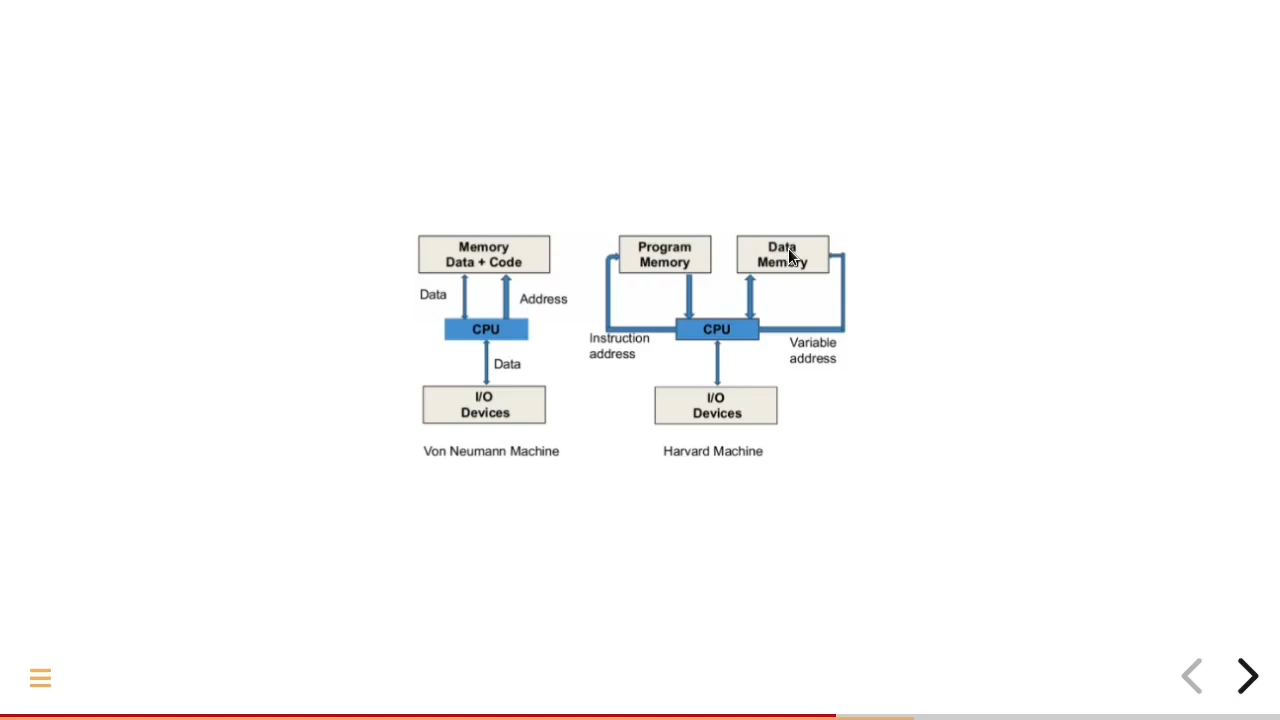 Memory
Data + Code
Data
Address
CPU
Data
I/O
Devices
Von Neumann Machine
Program
Memory
Data
Memory
CPU
Instruction
address
Variable
address
I/O
Devices
Harvard Machine